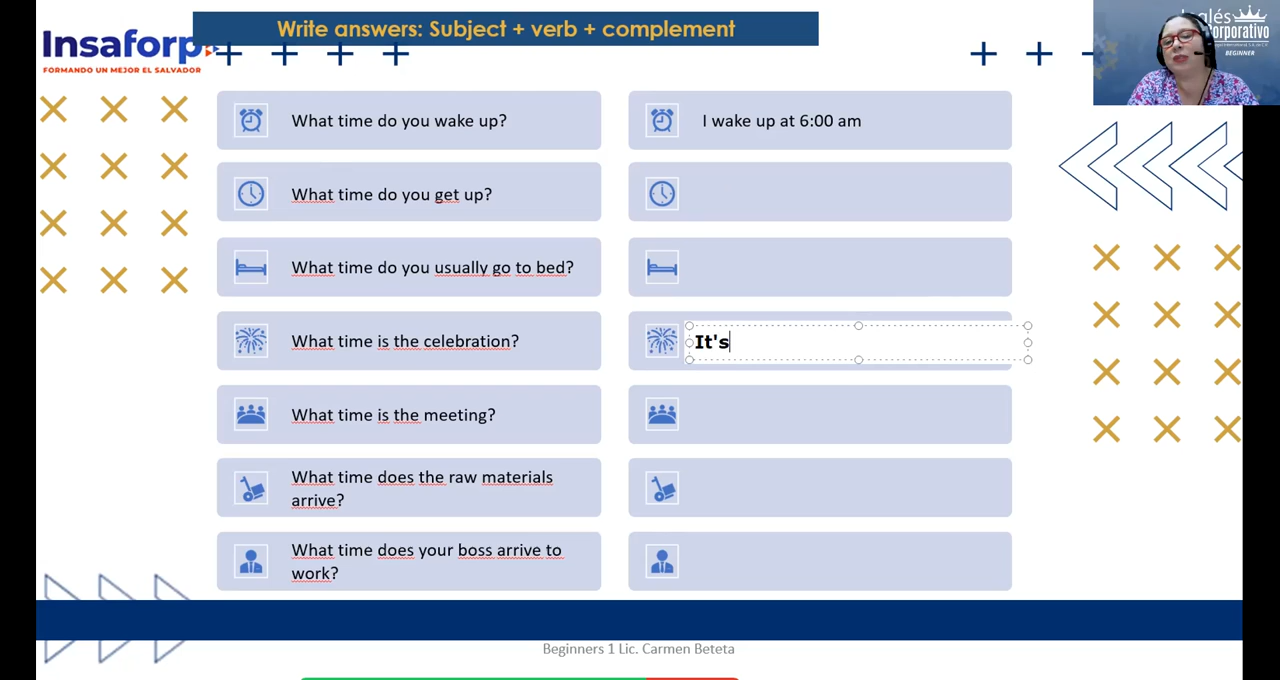 Write answers: Subject + verb + complement
Insaforp
FORMANDO UN MEJOR EL SALVADOR
Inglés
Corporativo
BEGINNER
What time do you wake up?
I wake up at 6:00 am
What time do you get up?
What time do you usually go to bed?
What time is the celebration?
It's
What time is the meeting?
What time does the raw materials
arrive?
What time does your boss arrive to
work?
Beginners 1 Lic. Carmen Beteta